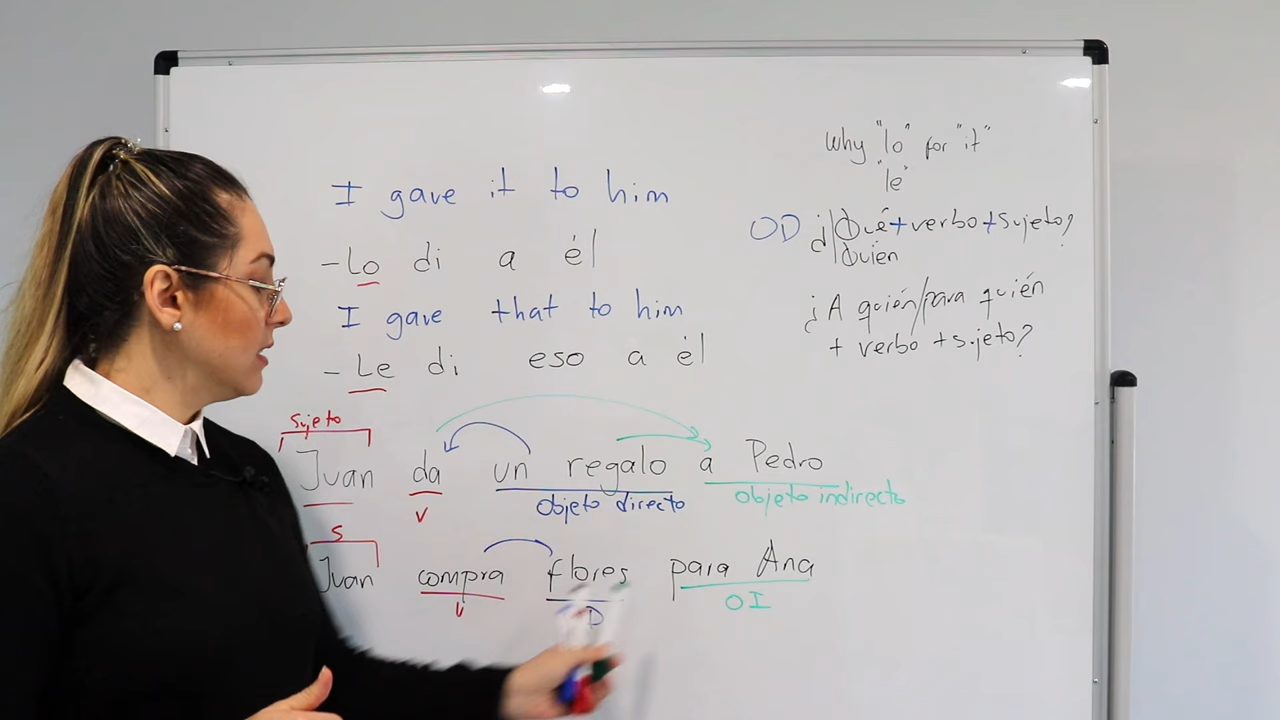 I gave it to him
-Lo di a él
I gave that to him
-Le di eso a él
sujeto
Juan da un regalo a Pedro
v
objeto directo
objeto indirecto
S
Juan compra flores para Ana
v
D
OI
Why "lo" for "it"
"le"
OD ¿Qué+verbo+sujeto?
Quién
¿A quién/para quién
+ verbo +sujeto?